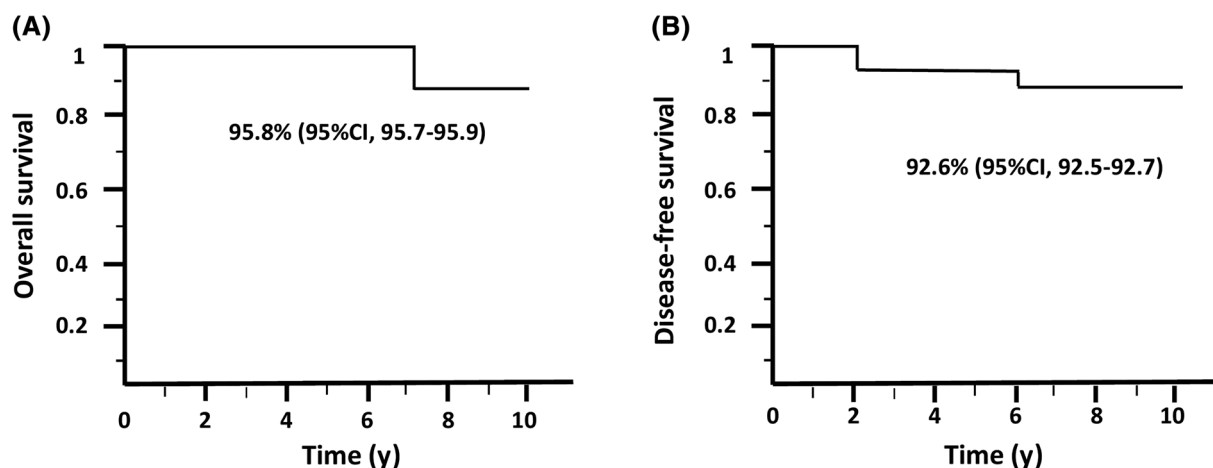 (A)
Overall survival
1
0.8
0.6
0.4
0.2
95.8% (95%CI, 95.7-95.9)
0 2 4 6 8 10
Time (y)
(B)
Disease-free survival
1
0.8
0.6
0.4
0.2
92.6% (95%CI, 92.5-92.7)
0 2 4 6 8 10
Time (y)